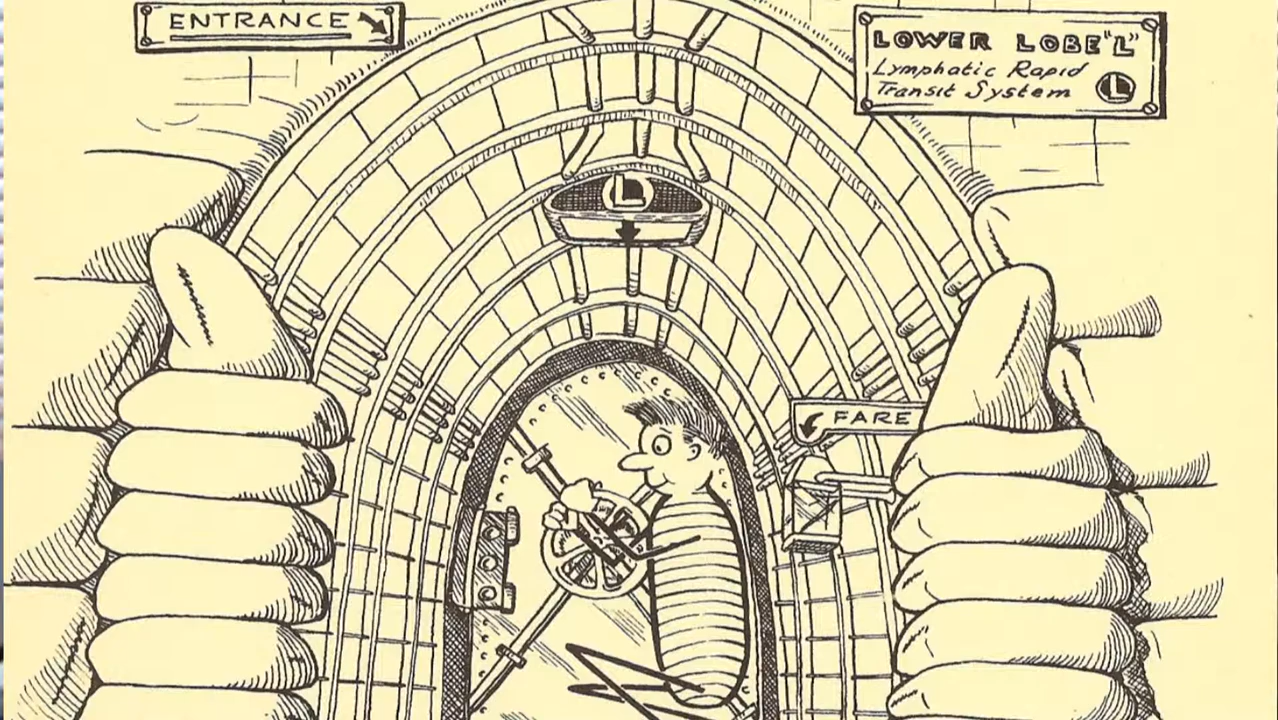 ENTRANCE
LOWER LOBE "L"
Lymphatic Rapid
Transit System
L
L
FARE